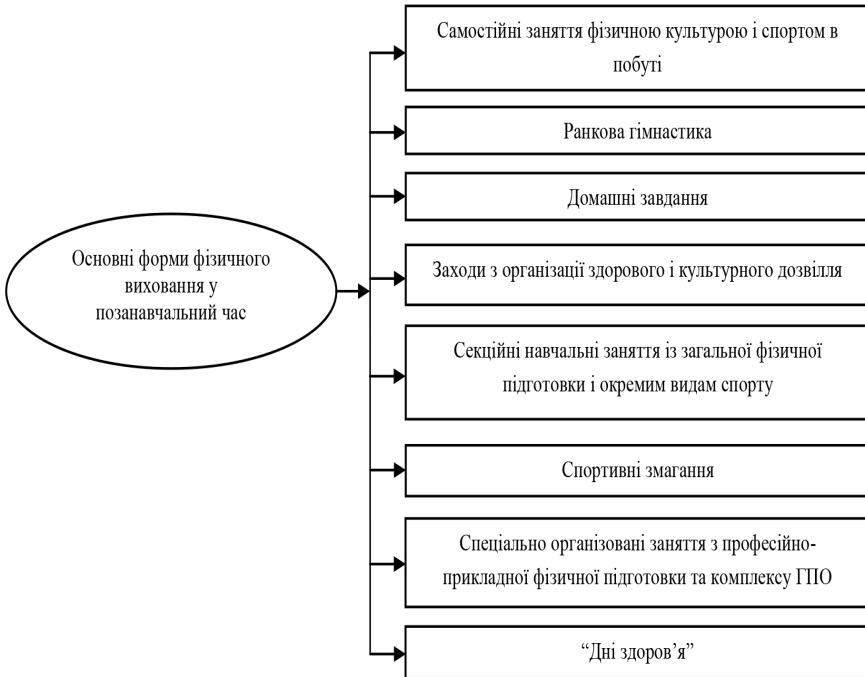 Основні форми фізичного
виховання у
позанавчальний час
Самостійні заняття фізичною культурою і спортом в
побуті
Ранкова гімнастика
Домашні завдання
Заходи з організації здорового і культурного дозвілля
Секційні навчальні заняття із загальної фізичної
підготовки і окремим видам спорту
Спортивні змагання
Спеціально організовані заняття з професійно-
прикладної фізичної підготовки та комплексу ГПО
“Дні здоров’я”